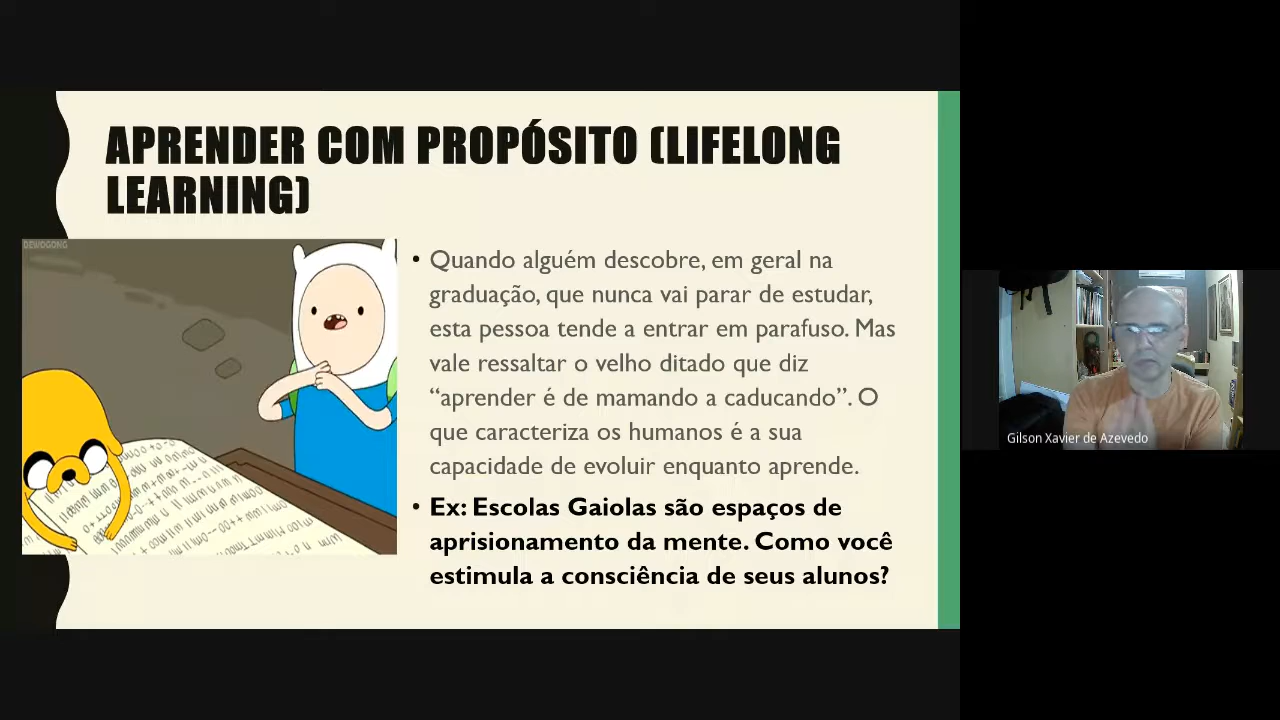 APRENDER COM PROPÓSITO (LIFELONG
LEARNING)
DEWOGONG
• Quando alguém descobre, em geral na
graduação, que nunca vai parar de estudar,
esta pessoa tende a entrar em parafuso. Mas
vale ressaltar o velho ditado que diz
“aprender é de mamando a caducando”. O
que caracteriza os humanos é a sua
capacidade de evoluir enquanto aprende.
• Ex: Escolas Gaiolas são espaços de
aprisionamento da mente. Como você
estimula a consciência de seus alunos?
Gilson Xavier de Azevedo